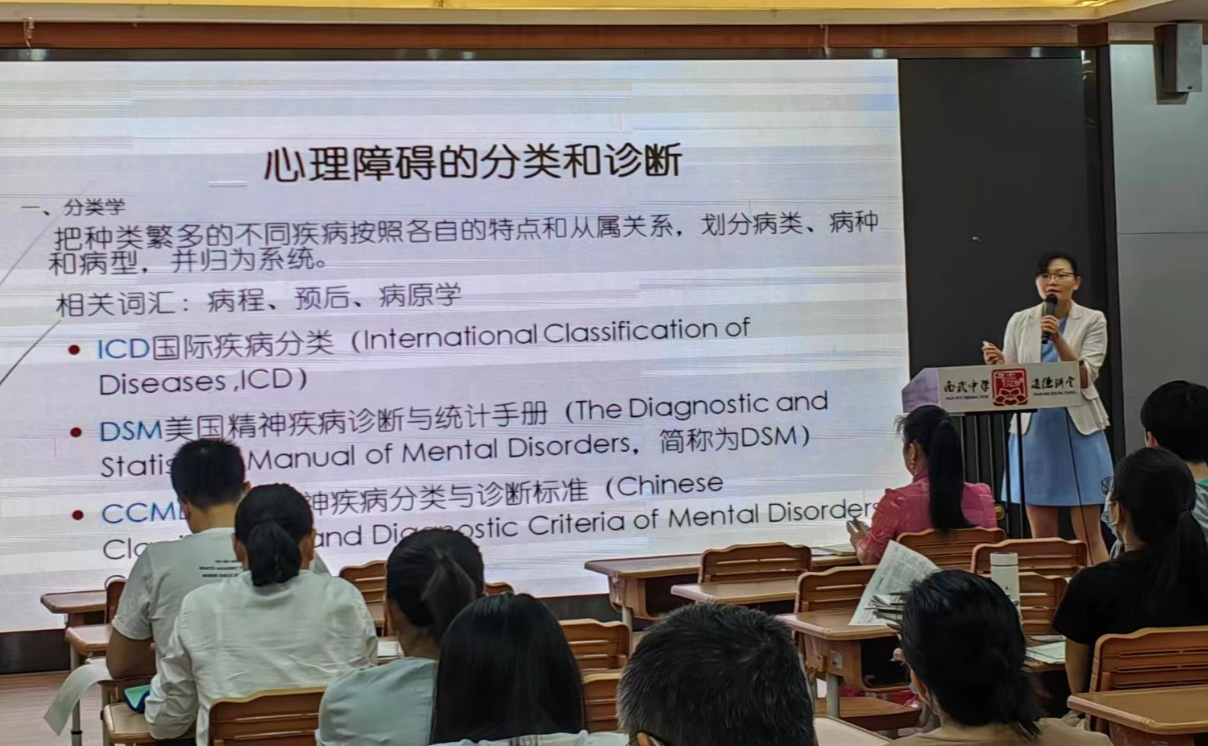 心理障碍的分类和诊断
一、分类学
把种类繁多的不同疾病按照各自的特点和从属关系，划分病类、病种
和病型，并归为系统。
相关词汇：病程、预后、病原学
• ICD国际疾病分类（International Classification of
Diseases ,ICD）
• DSM美国精神疾病诊断与统计手册（The Diagnostic and
Manual of Mental Disorders，简称为DSM）
• 神疾病分类与诊断标准（Chinese
and Diagnostic Criteria of Mental Disorders
南武中学
道德讲堂